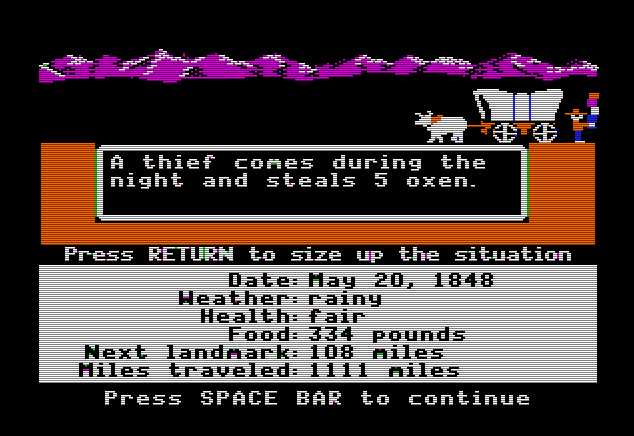 A thief comes during the
night and steals 5 oxen.
Press RETURN to size up the situation
Date: May 20, 1848
Weather: rainy
Health: fair
Food: 334 pounds
Next landmark: 108 miles
Miles traveled: 1111 miles
Press SPACE BAR to continue